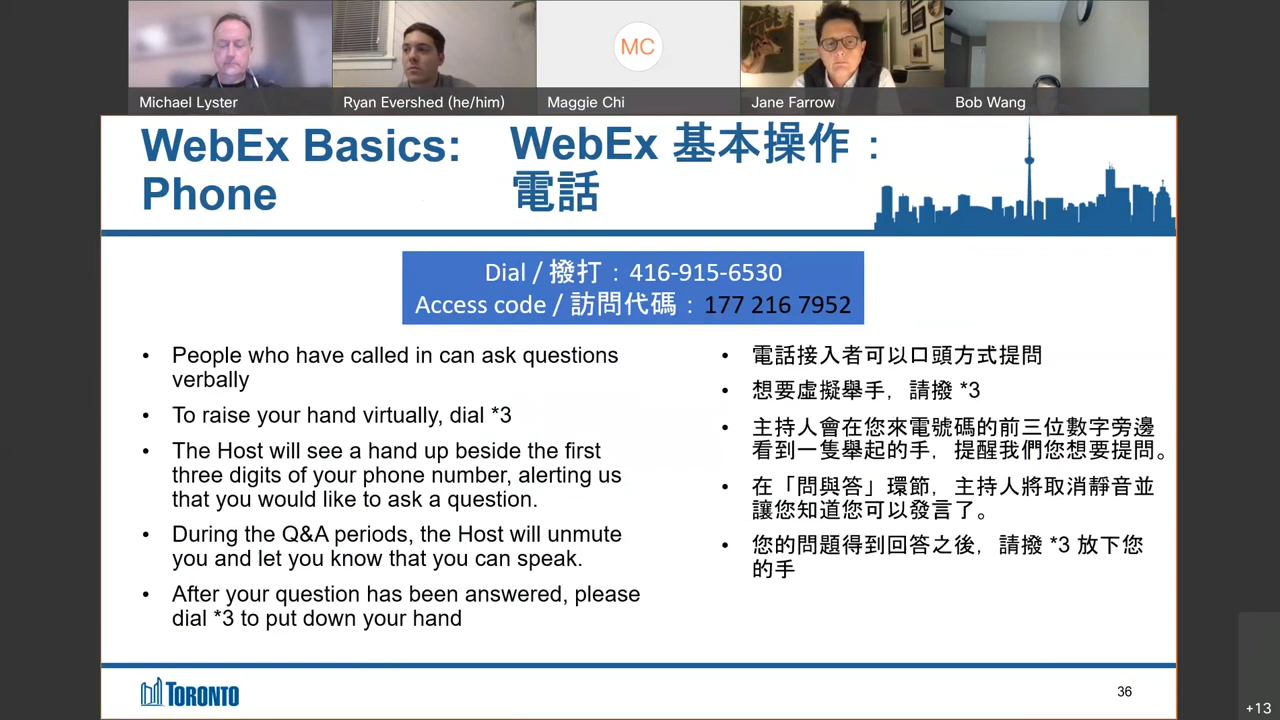 MC
Michael Lyster
Ryan Evershed (he/him)
Maggie Chi
Jane Farrow
Bob Wang
WebEx Basics:
Phone
WebEx 基本操作：
電話
Dial / 撥打：416-915-6530
Access code / 訪問代碼：177 216 7952
• People who have called in can ask questions
verbally
• To raise your hand virtually, dial *3
• The Host will see a hand up beside the first
three digits of your phone number, alerting us
that you would like to ask a question.
• During the Q&A periods, the Host will unmute
you and let you know that you can speak.
• After your question has been answered, please
dial *3 to put down your hand
• 電話接入者可以口頭方式提問
• 想要虛擬舉手，請撥 *3
• 主持人會在您來電號碼的前三位數字旁邊
看到一隻舉起的手，提醒我們您想要提問。
• 在「問與答」環節，主持人將取消靜音並
讓您知道您可以發言了。
• 您的問題得到回答之後，請撥 *3 放下您
的手
TORONTO
36
+13